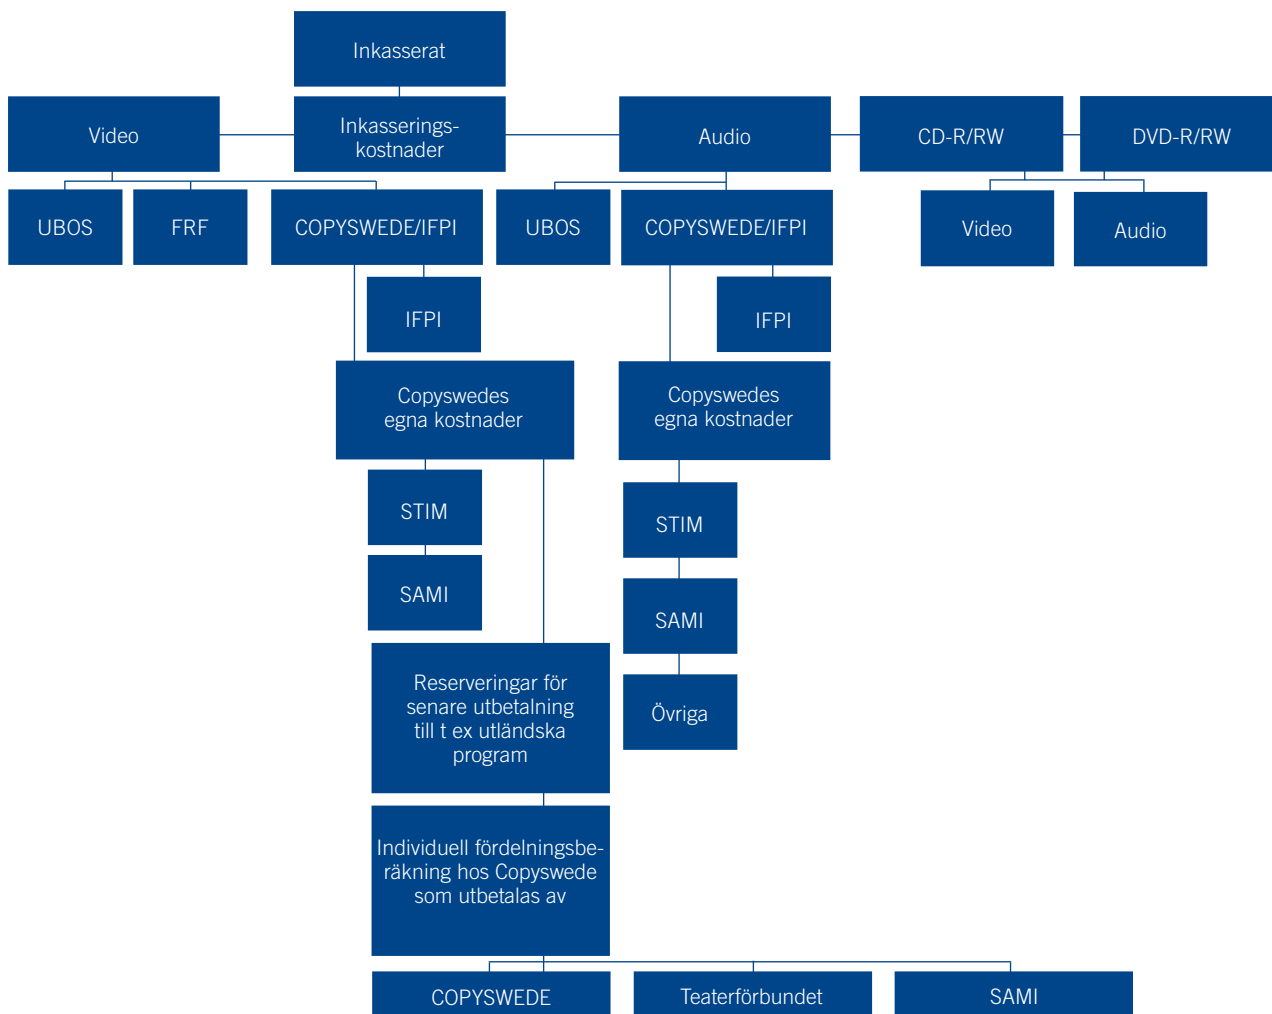 Inkasserat
Video
Inkasserings-
kostnader
Audio
CD-R/RW
DVD-R/RW
UBOS
FRF
COPYSWEDE/IFPI
UBOS
COPYSWEDE/IFPI
Video
Audio
IFPI
IFPI
Copyswedes
egna kostnader
Copyswedes
egna kostnader
STIM
STIM
SAMI
SAMI
Reserveringar för
senare utbetalning
till t ex utländska
program
Övriga
Individuell fördelningsbe-
räkning hos Copyswede
som utbetalas av
COPYSWEDE
Teaterförbundet
SAMI